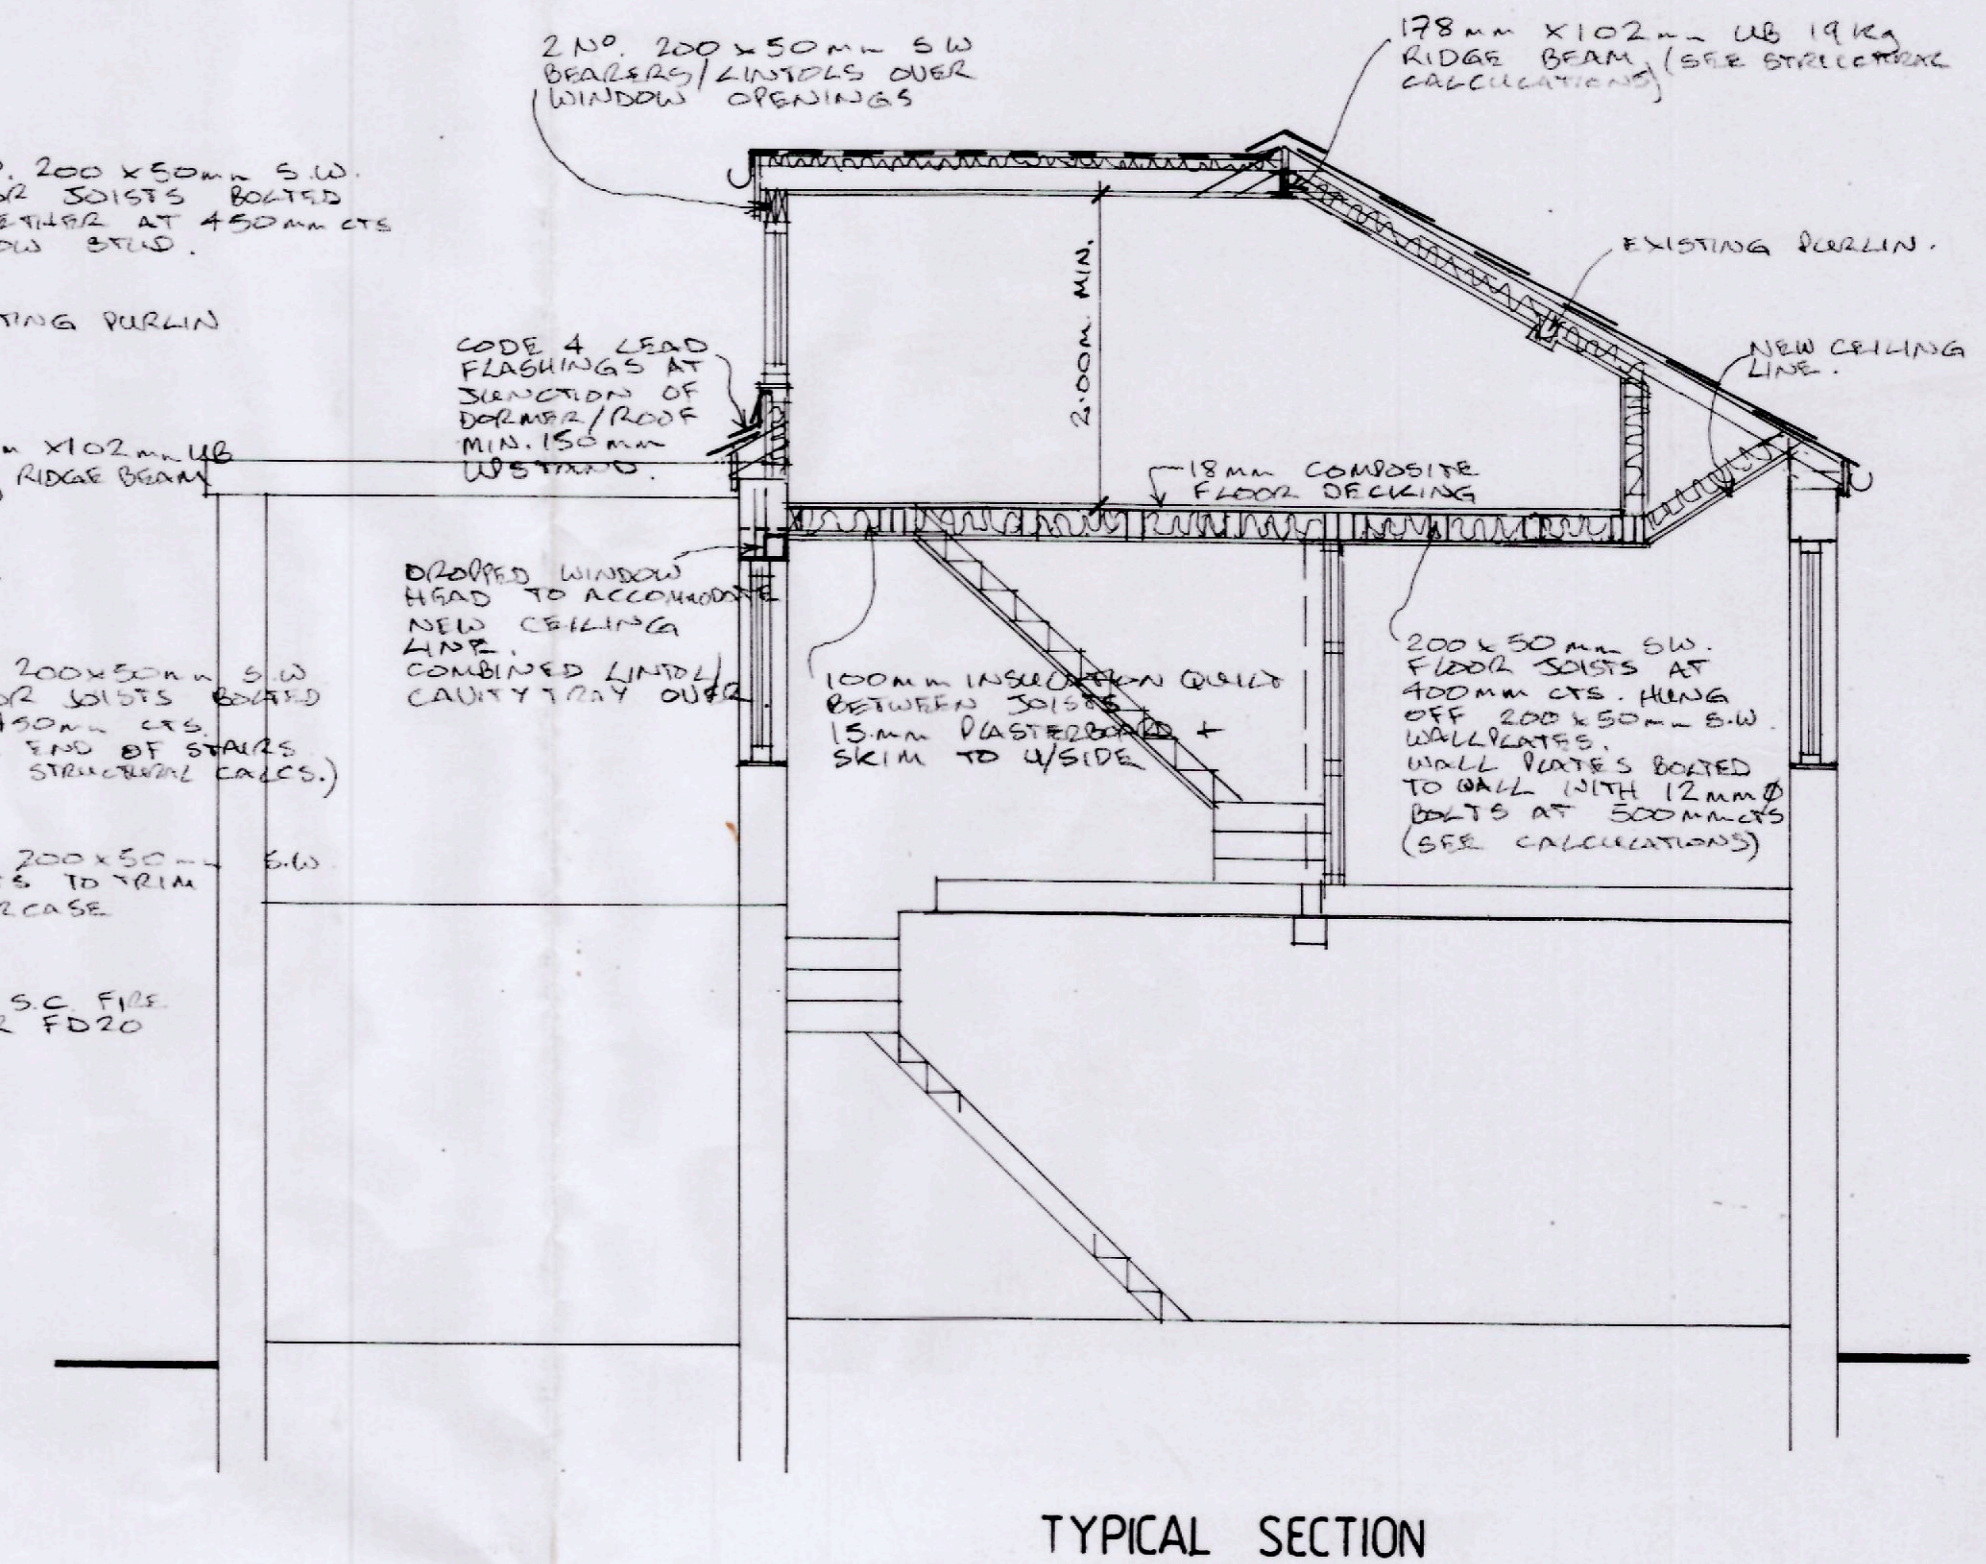 2 Nº. 200 x 50mm SW
BEARERS/LINTOLS OVER
WINDOW OPENINGS
178mm X102mm UB 19kg
RIDGE BEAM (SEE STRUCTURAL
CALCULATIONS)
200 x 50mm S.W.
JOISTS BOLTED
AT 450mm CTS
STUD.
EXISTING PURLIN.
PURLIN
CODE 4 LEAD
FLASHINGS AT
JUNCTION OF
DORMER/ROOF
MIN. 150mm
UPSTAND.
2.00m. MIN.
NEW CEILING
LINE.
X102mm UB
RIDGE BEAM
18mm COMPOSITE
FLOOR DECKING
DROPPED WINDOW
HEAD TO ACCOMMODATE
NEW CEILING
LINE.
COMBINED LINTOL/
CAVITY TRAY OVER
200x50mm S.W
JOISTS BOLTED
450mm CTS.
END OF STAIRS
STRUCTURAL CALCS.)
100mm INSULATION QUILT
BETWEEN JOISTS
15mm PLASTERBOARD +
SKIM TO U/SIDE
200 x 50mm SW.
FLOOR JOISTS AT
400mm CTS. HUNG
OFF 200 x 50mm S.W
WALLPLATES.
WALL PLATES BOLTED
TO WALL WITH 12mm Ø
BOLTS AT 500mm CTS
(SEE CALCULATIONS)
200 x 50mm S.W
TO TRIM
S.C. FIRE
FD20
TYPICAL SECTION